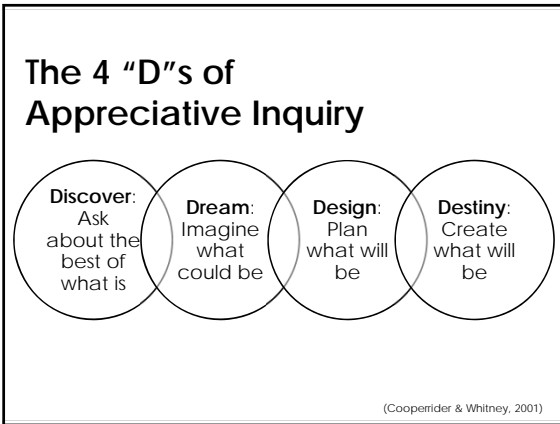 The 4 “D”s of
Appreciative Inquiry
Discover:
Ask
about the
best of
what is
Dream:
Imagine
what
could be
Design:
Plan
what will
be
Destiny:
Create
what will
be
(Cooperrider & Whitney, 2001)